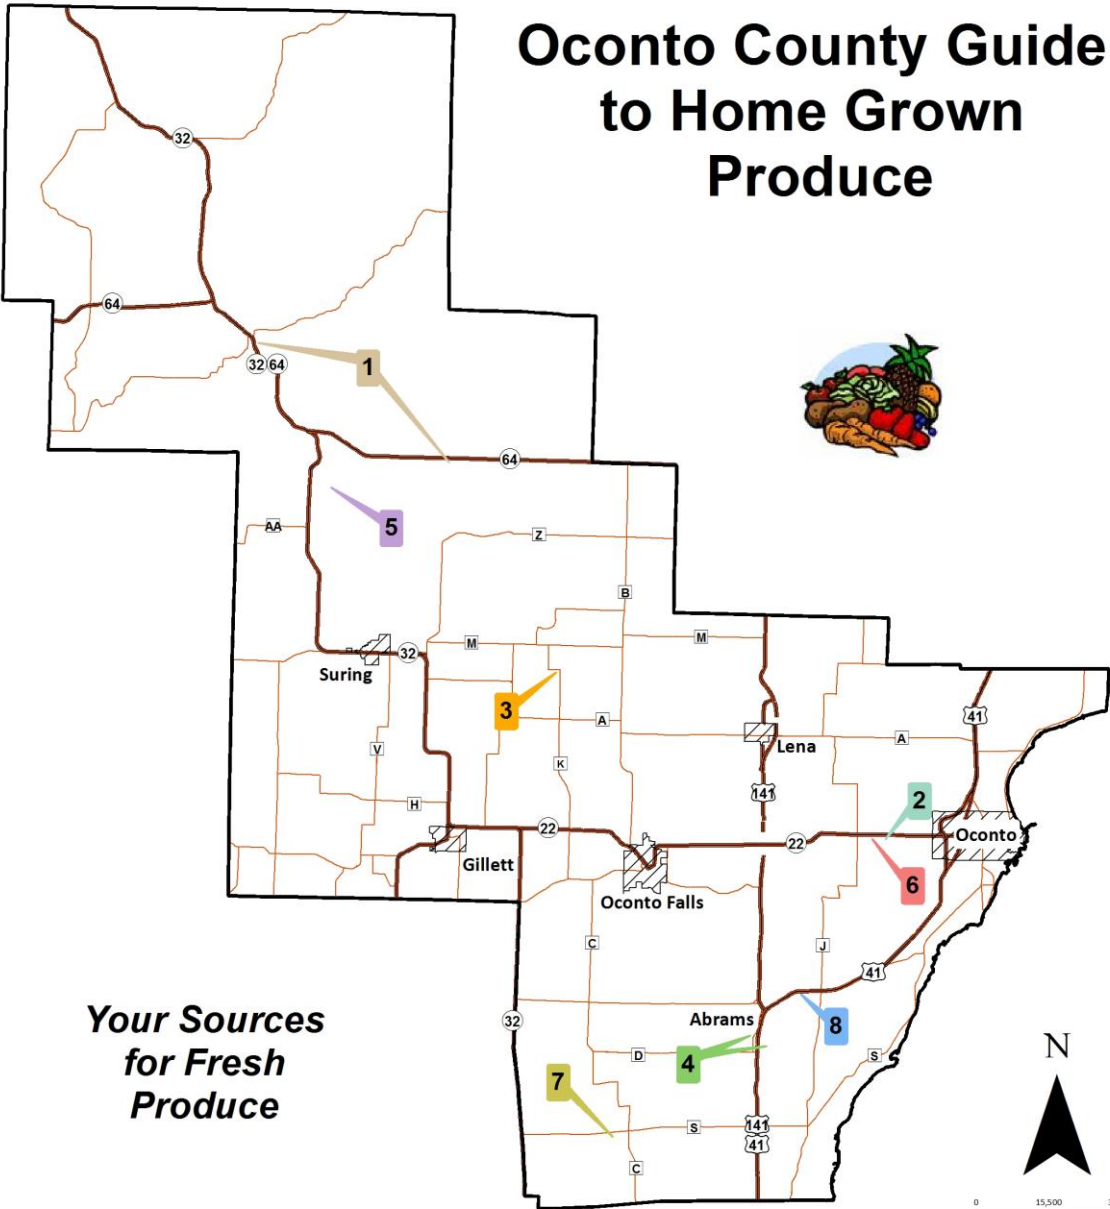 Oconto County Guide
to Home Grown
Produce
32
64
32 64
1
64
5
AA
Z
B
M
M
32
Suring
3
A
41
Lena
A
V
K
141
H
2
22
Oconto
22
Gillett
6
Oconto Falls
C
J
41
Your Sources
for Fresh
Produce
32
Abrams
8
N
D
4
S
7
S
141
41
C
0 15,500